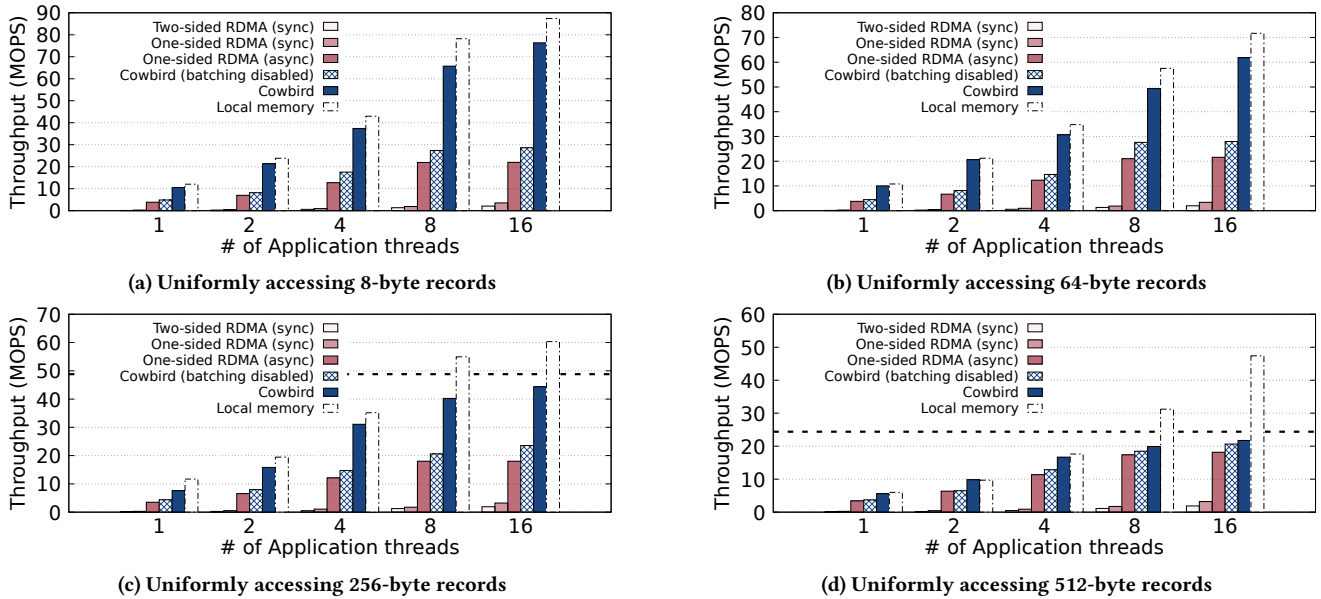 90
80
70
60
50
40
30
20
10
0
Throughput (MOPS)
Two-sided RDMA (sync)
One-sided RDMA (sync)
One-sided RDMA (async)
Cowbird (batching disabled)
Cowbird
Local memory
1 2 4 8 16
# of Application threads
(a) Uniformly accessing 8-byte records
80
70
60
50
40
30
20
10
0
Throughput (MOPS)
Two-sided RDMA (sync)
One-sided RDMA (sync)
One-sided RDMA (async)
Cowbird (batching disabled)
Cowbird
Local memory
1 2 4 8 16
# of Application threads
(b) Uniformly accessing 64-byte records
70
60
50
40
30
20
10
0
Throughput (MOPS)
Two-sided RDMA (sync)
One-sided RDMA (sync)
One-sided RDMA (async)
Cowbird (batching disabled)
Cowbird
Local memory
1 2 4 8 16
# of Application threads
(c) Uniformly accessing 256-byte records
60
50
40
30
20
10
0
Throughput (MOPS)
Two-sided RDMA (sync)
One-sided RDMA (sync)
One-sided RDMA (async)
Cowbird (batching disabled)
Cowbird
Local memory
1 2 4 8 16
# of Application threads
(d) Uniformly accessing 512-byte records